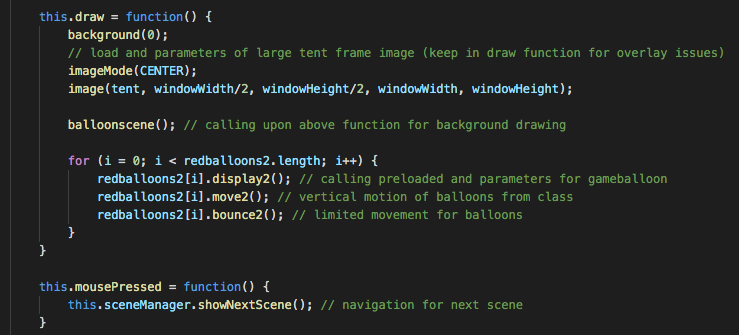 this.draw = function() {
background(0);
// load and parameters of large tent frame image (keep in draw function for overlay issues)
imageMode(CENTER);
image(tent, windowWidth/2, windowHeight/2, windowWidth, windowHeight);
balloonscene(); // calling upon above function for background drawing
for (i = 0; i < redballoons2.length; i++) {
redballoons2[i].display2(); // calling preloaded and parameters for gameballoon
redballoons2[i].move2(); // vertical motion of balloons from class
redballoons2[i].bounce2(); // limited movement for balloons
}
}
this.mousePressed = function() {
this.sceneManager.showNextScene(); // navigation for next scene
}